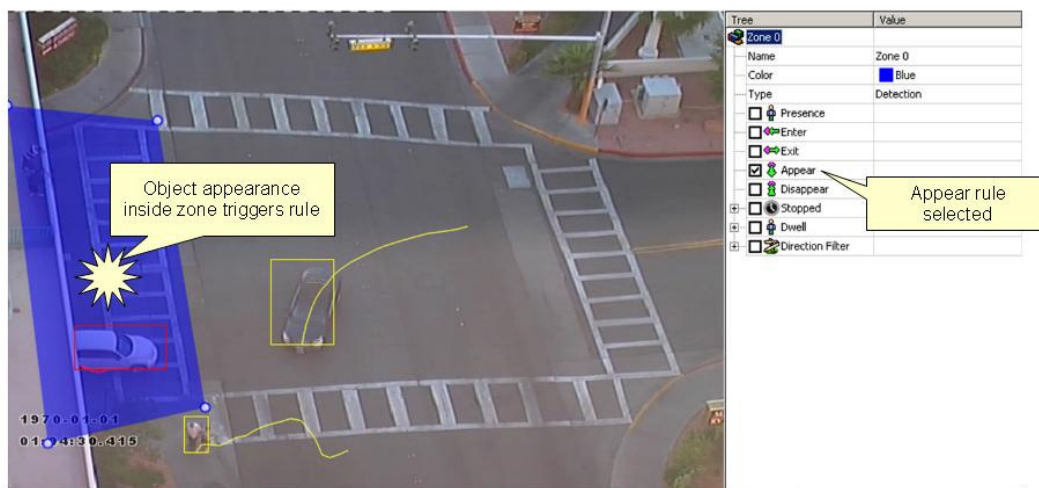 Tree Value
Zone 0
Name Zone 0
Color Blue
Type Detection
Presence
Enter
Exit
Appear
Disappear
Stopped
Dwell
Direction Filter
Appear rule
selected
Object appearance
inside zone triggers rule
1970-01-01
01:04:30.415